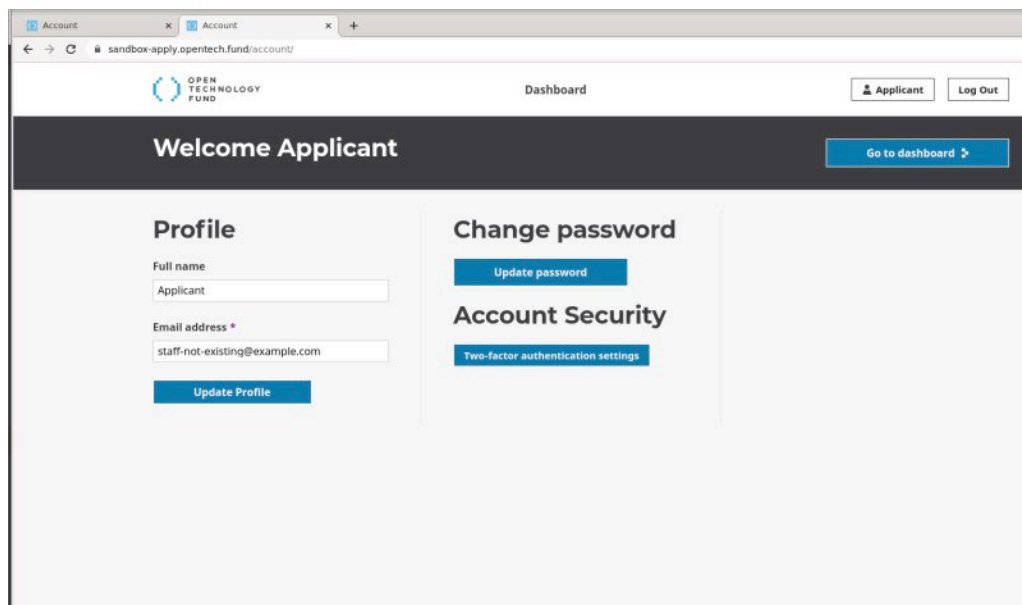 Account × Account × +
sandbox-apply.opentech.fund/account/
OPEN
TECHNOLOGY
FUND
Dashboard
Applicant
Log Out
Welcome Applicant
Go to dashboard
Profile
Full name
Applicant
Email address *
staff-not-existing@example.com
Update Profile
Change password
Update password
Account Security
Two-factor authentication settings